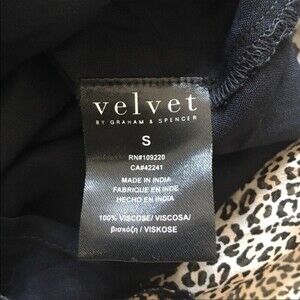 velvet
BY GRAHAM & SPENCER
S
RN#109220
CA#42241
MADE IN INDIA
FABRIQUE EN INDE
HECHO EN INDIA
100% VISCOSE/ VISCOSA/
βισκόζη / VISKOSE